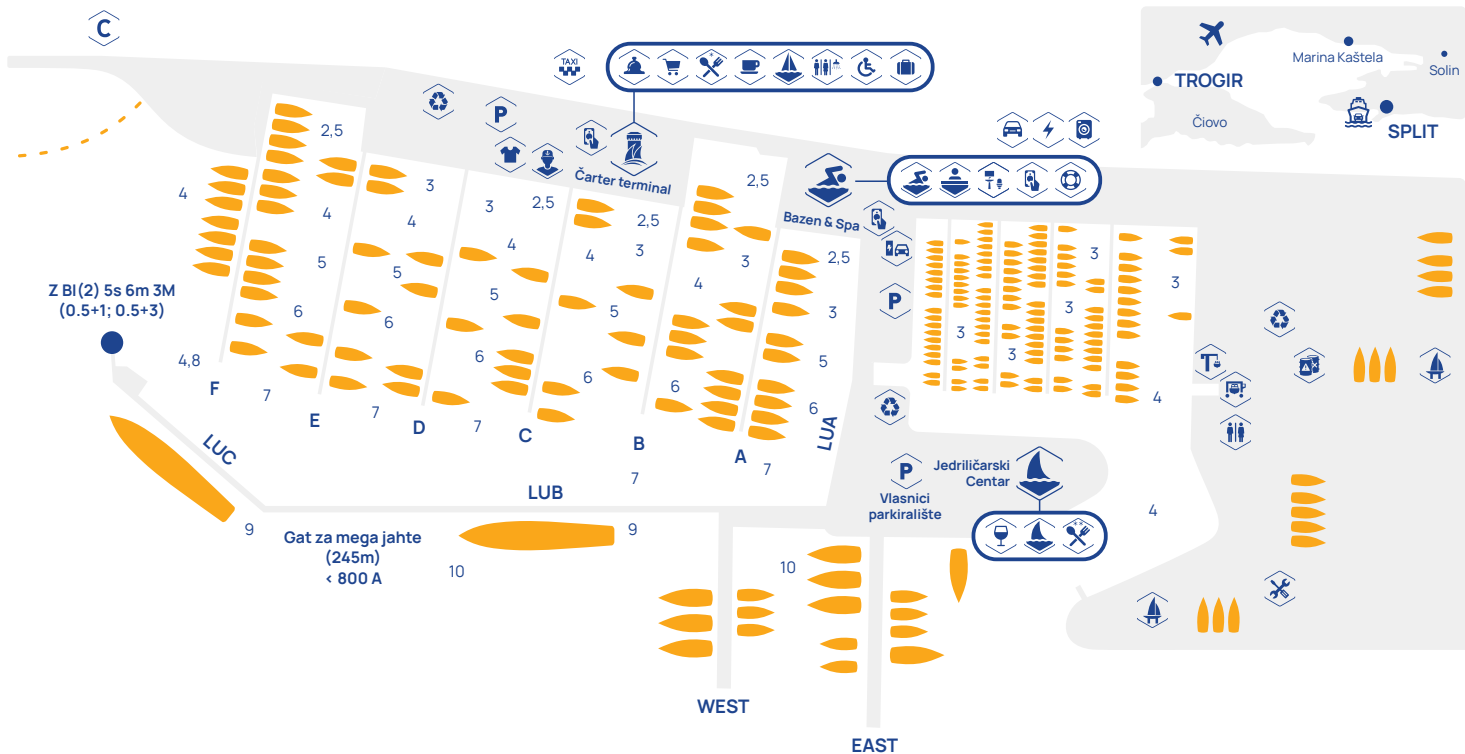 C
TAXI
P
2,5
3
4
4
4
5
6
4,8
F
7
Čarter terminal
3
2,5
4
5
5
6
6
E
7
D
7
C
2,5
3
4
4
5
6
6
B
7
Bazen & Spa
2,5
3
2,5
3
5
6
A
7
LUA
P
3
3
3
3
3
4
4
Z Bl(2) 5s 6m 3M
(0.5+1; 0.5+3)
LUC
9
LUB
9
Gat za mega jahte
(245m)
< 800 A
10
10
P
Vlasnici
parkiralište
Jedriličarski
Centar
WEST
EAST
TROGIR
Marina Kaštela
Solin
Čiovo
SPLIT